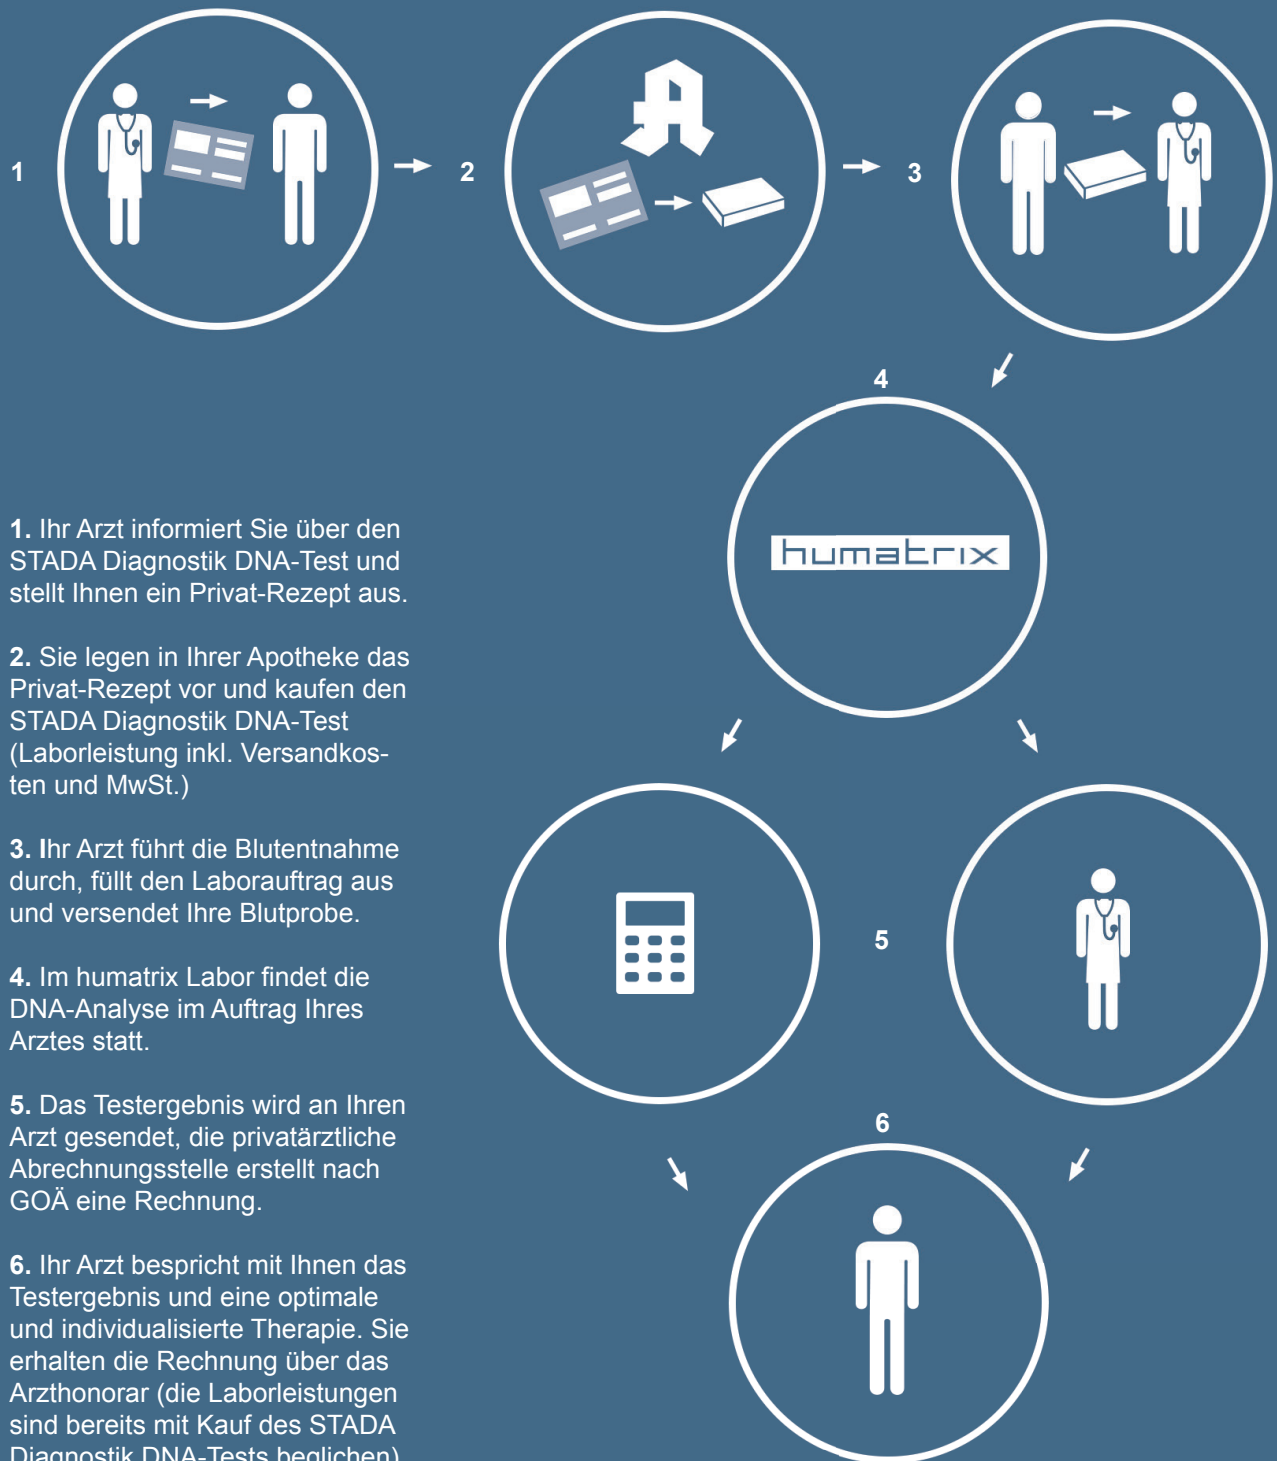 1
2
3
4
humatrix
5
6
1. Ihr Arzt informiert Sie über den
STADA Diagnostik DNA-Test und
stellt Ihnen ein Privat-Rezept aus.
2. Sie legen in Ihrer Apotheke das
Privat-Rezept vor und kaufen den
STADA Diagnostik DNA-Test
(Laborleistung inkl. Versandkos-
ten und MwSt.)
3. Ihr Arzt führt die Blutentnahme
durch, füllt den Laborauftrag aus
und versendet Ihre Blutprobe.
4. Im humatrix Labor findet die
DNA-Analyse im Auftrag Ihres
Arztes statt.
5. Das Testergebnis wird an Ihren
Arzt gesendet, die privatärztliche
Abrechnungsstelle erstellt nach
GOÄ eine Rechnung.
6. Ihr Arzt bespricht mit Ihnen das
Testergebnis und eine optimale
und individualisierte Therapie. Sie
erhalten die Rechnung über das
Arzthonorar (die Laborleistungen
sind bereits mit Kauf des STADA
Diagnostik DNA-Tests beglichen)